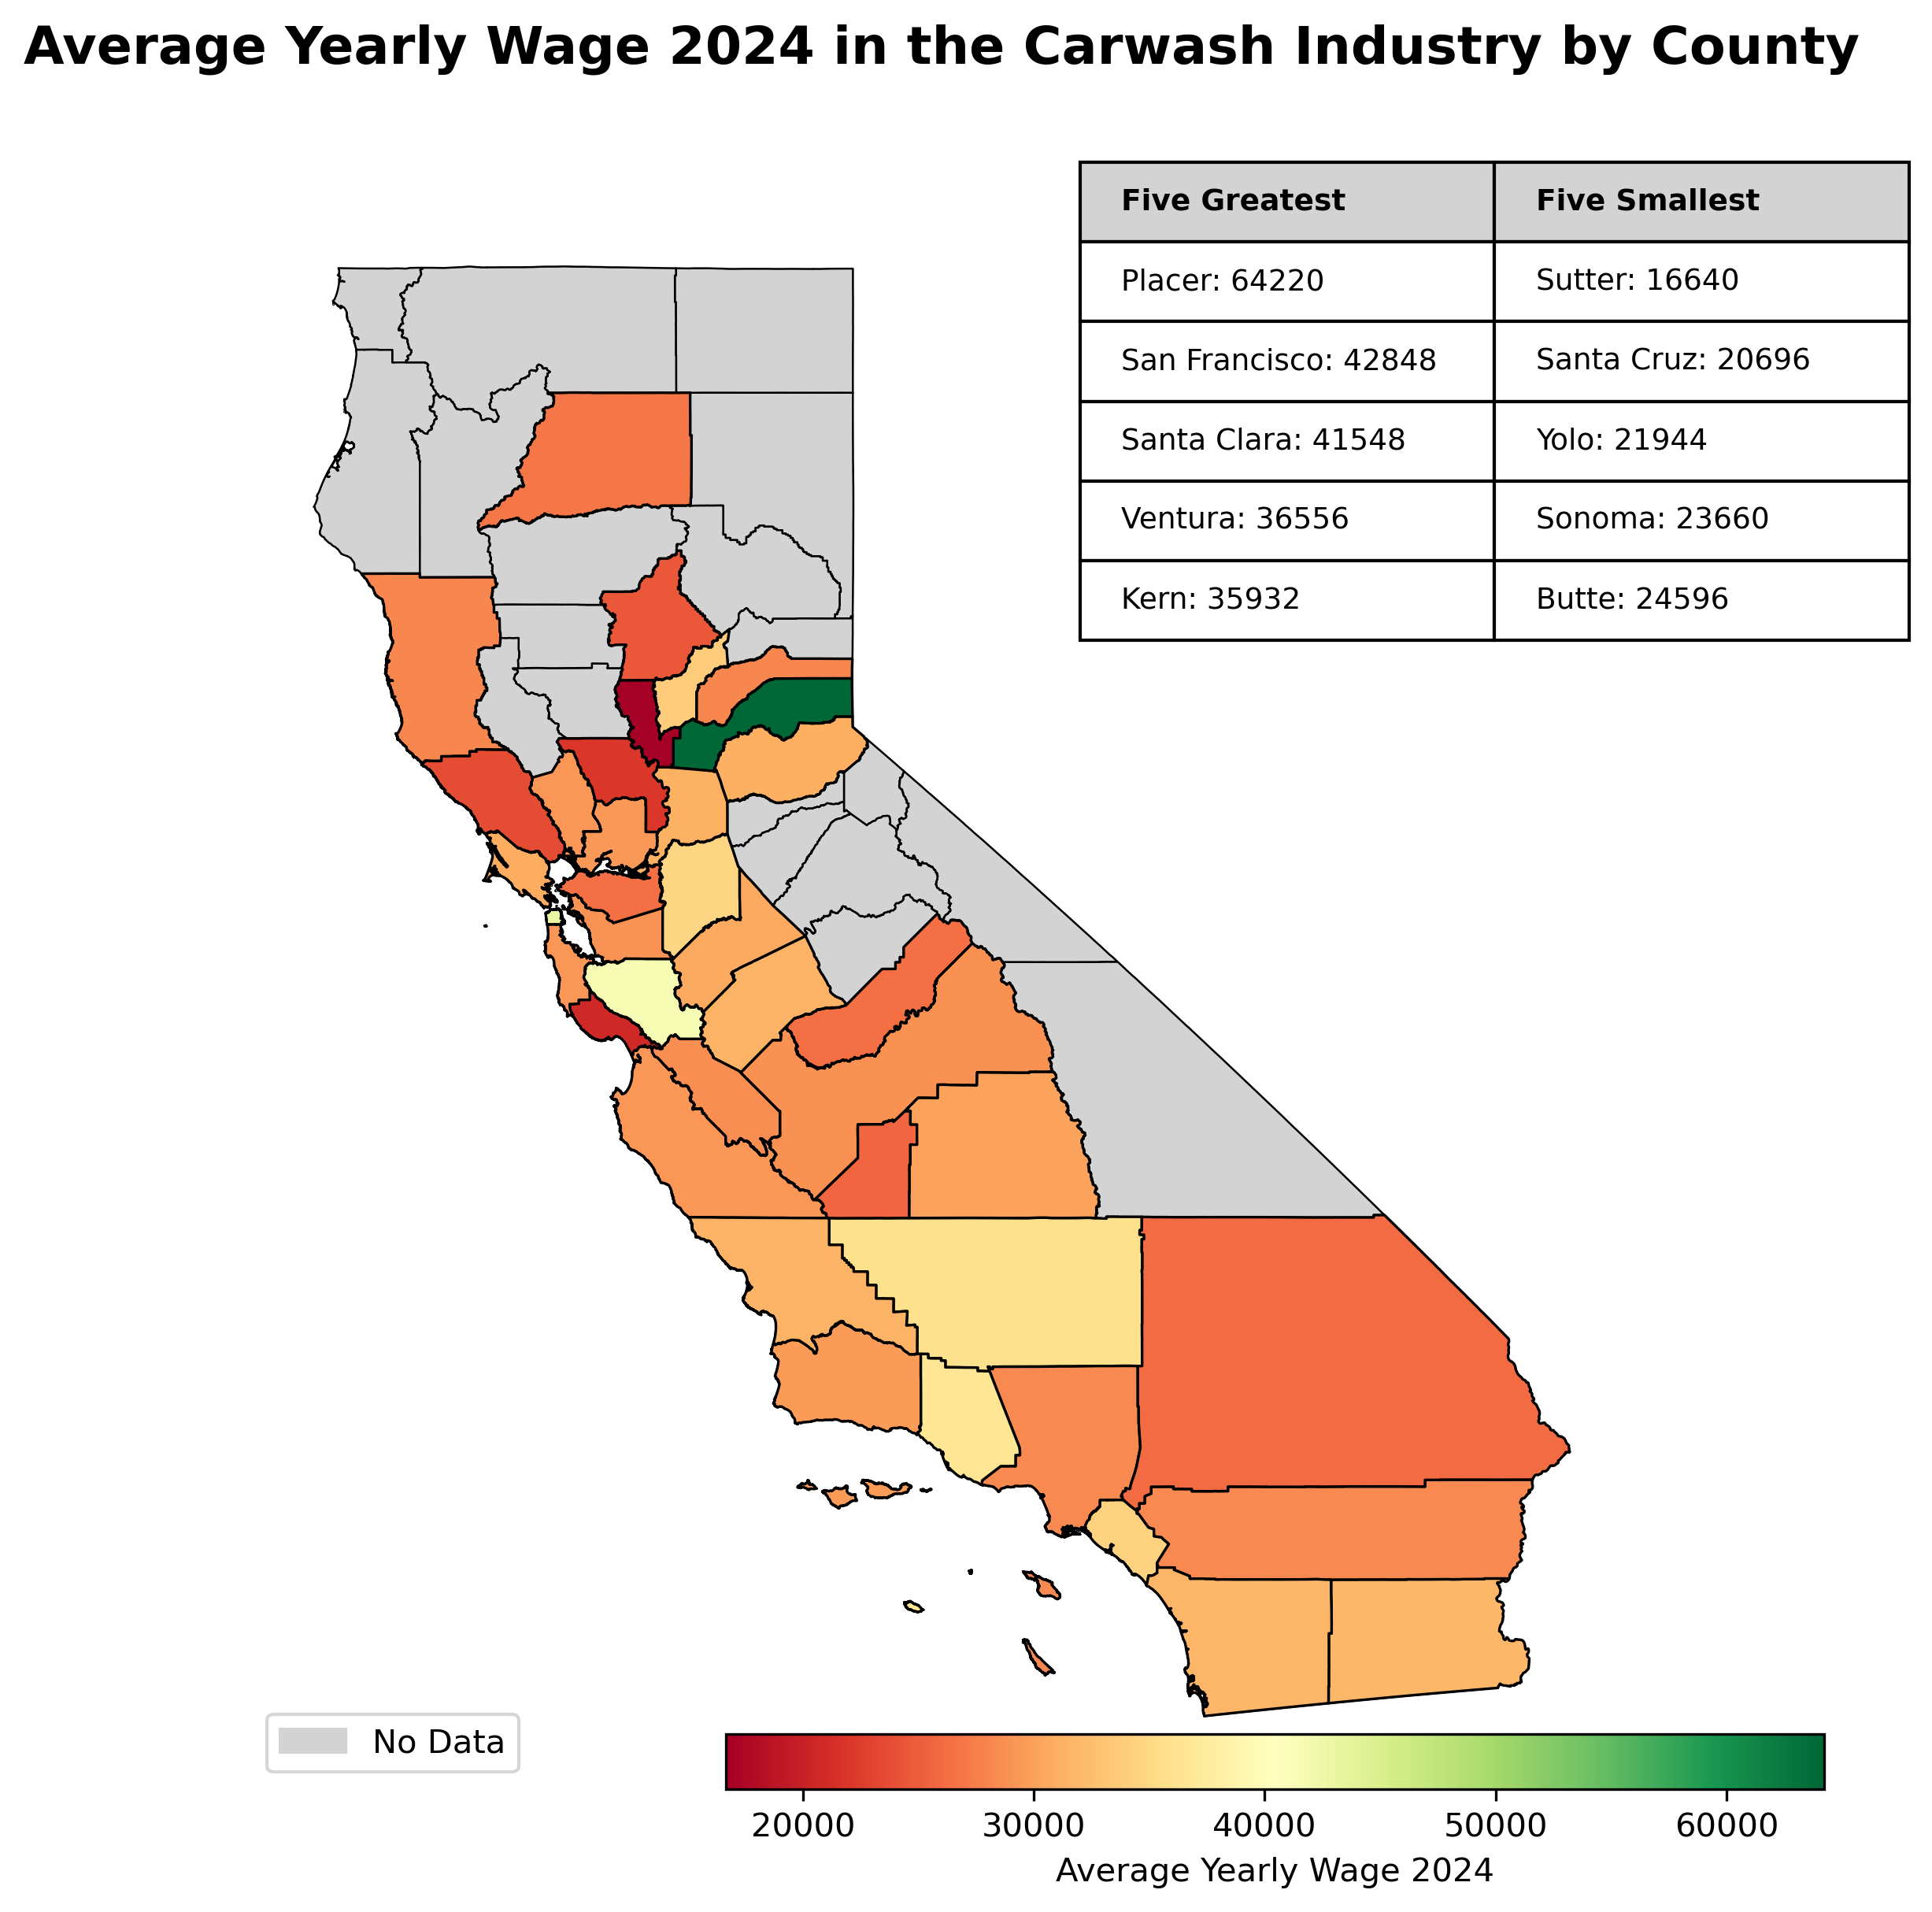 Average Yearly Wage 2024 in the Carwash Industry by County
Five Greatest Five Smallest
Placer: 64220 Sutter: 16640
San Francisco: 42848 Santa Cruz: 20696
Santa Clara: 41548 Yolo: 21944
Ventura: 36556 Sonoma: 23660
Kern: 35932 Butte: 24596
No Data
20000 30000 40000 50000 60000
Average Yearly Wage 2024